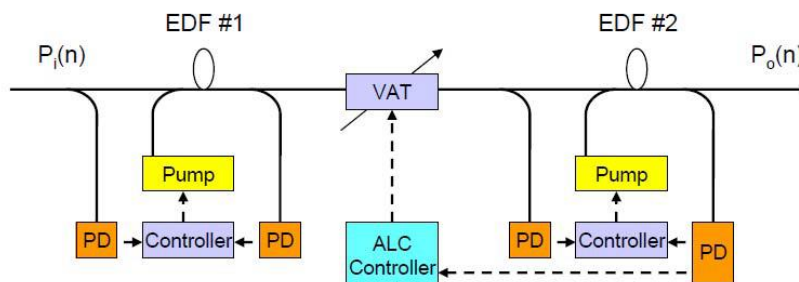 EDF #1
EDF #2
Pi(n)
Po(n)
VAT
Pump
Pump
PD
Controller
PD
ALC
Controller
PD
Controller
PD